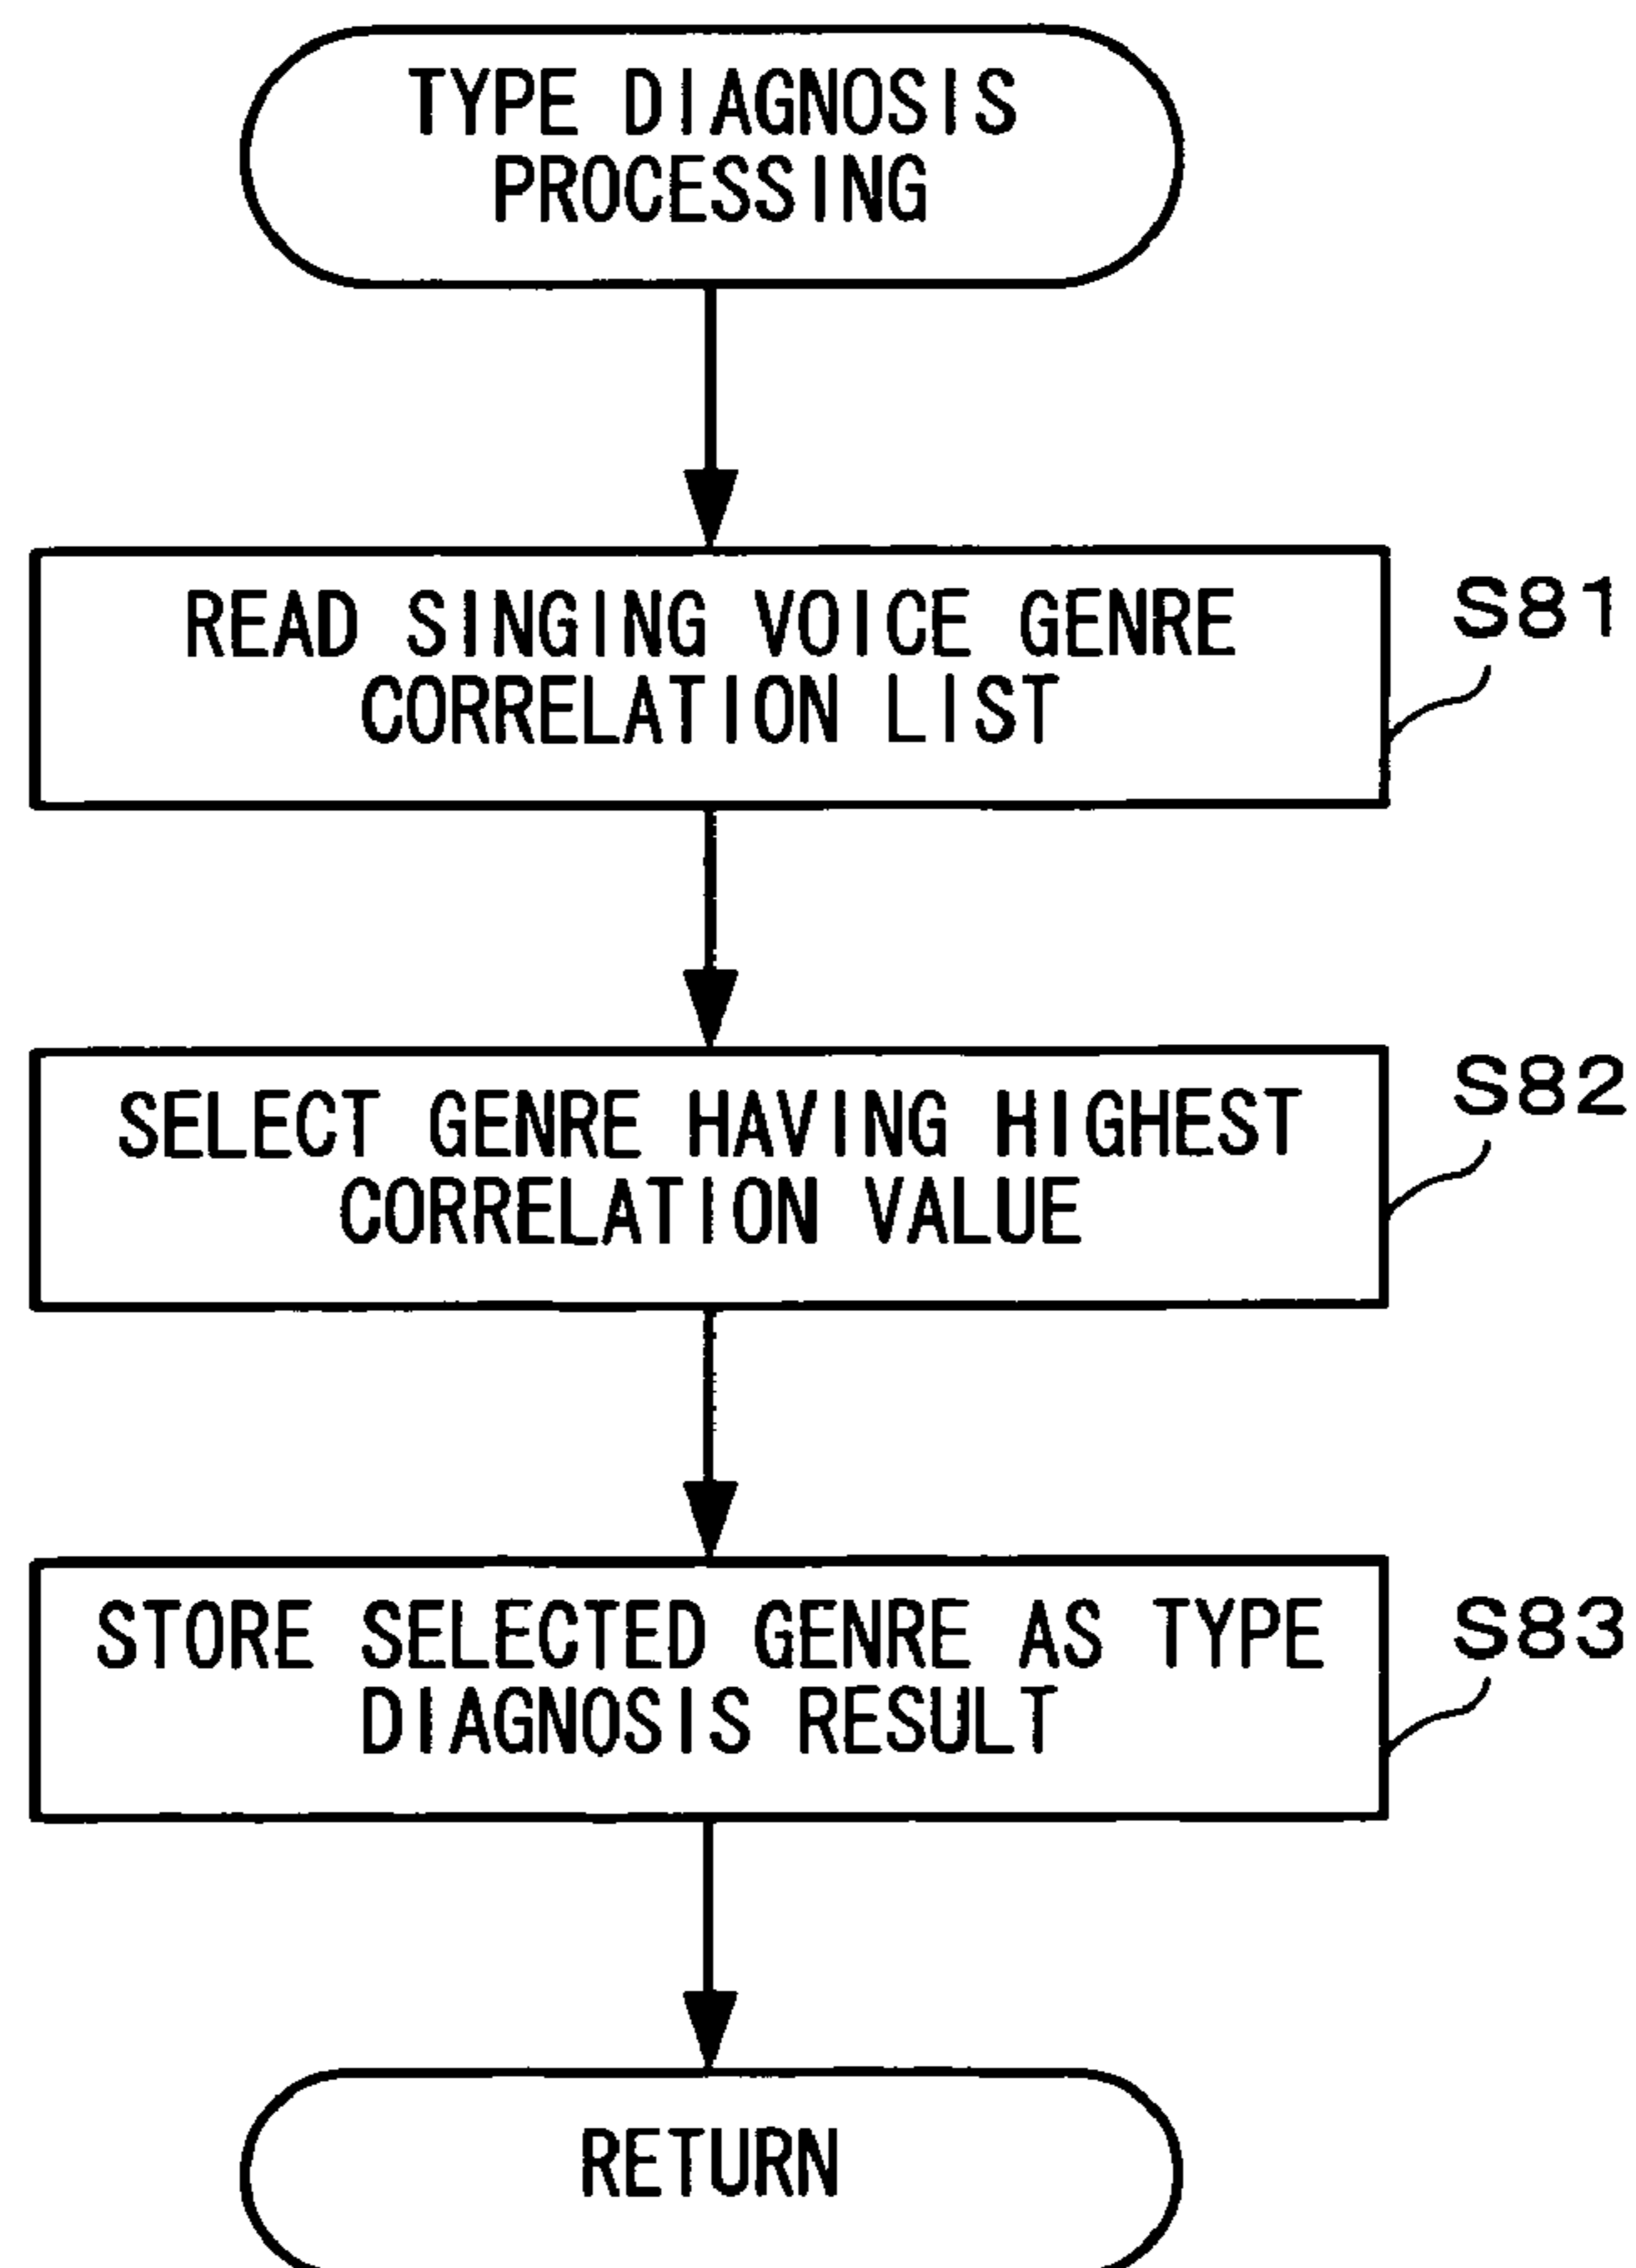 TYPE DIAGNOSIS
PROCESSING
READ SINGING VOICE GENRE
CORRELATION LIST
S81
SELECT GENRE HAVING HIGHEST
CORRELATION VALUE
S82
STORE SELECTED GENRE AS TYPE
DIAGNOSIS RESULT
S83
RETURN